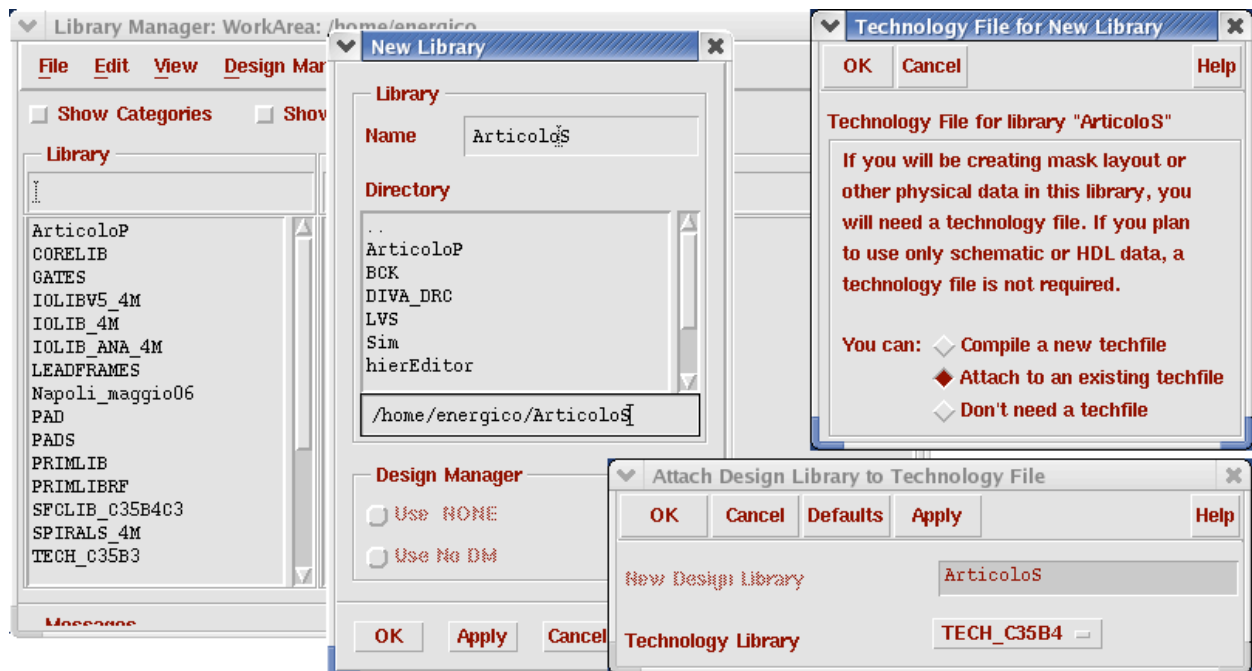 Library Manager: WorkArea: /home/energico
File Edit View Design Mar
Show Categories Show
Library
ArticoloP
CORELIB
GATES
IOLIBV5_4M
IOLIB_4M
IOLIB_ANA_4M
LEADFRAMES
Napoli_maggio06
PAD
PADS
PRIMLIB
PRIMLIBRF
SFCLIB_C35B4C3
SPIRALS_4M
TECH_C35B3
Messages
New Library
Library
Name ArticoloS
Directory
..
ArticoloP
BCK
DIVA_DRC
LVS
Sim
hierEditor
/home/energico/ArticoloS
Design Manager
Use NONE
Use No DM
OK Apply Cancel
Technology File for New Library
OK Cancel Help
Technology File for library "ArticoloS"
If you will be creating mask layout or
other physical data in this library, you
will need a technology file. If you plan
to use only schematic or HDL data, a
technology file is not required.
You can: Compile a new techfile
Attach to an existing techfile
Don't need a techfile
Attach Design Library to Technology File
OK Cancel Defaults Apply Help
New Design Library ArticoloS
Technology Library TECH_C35B4